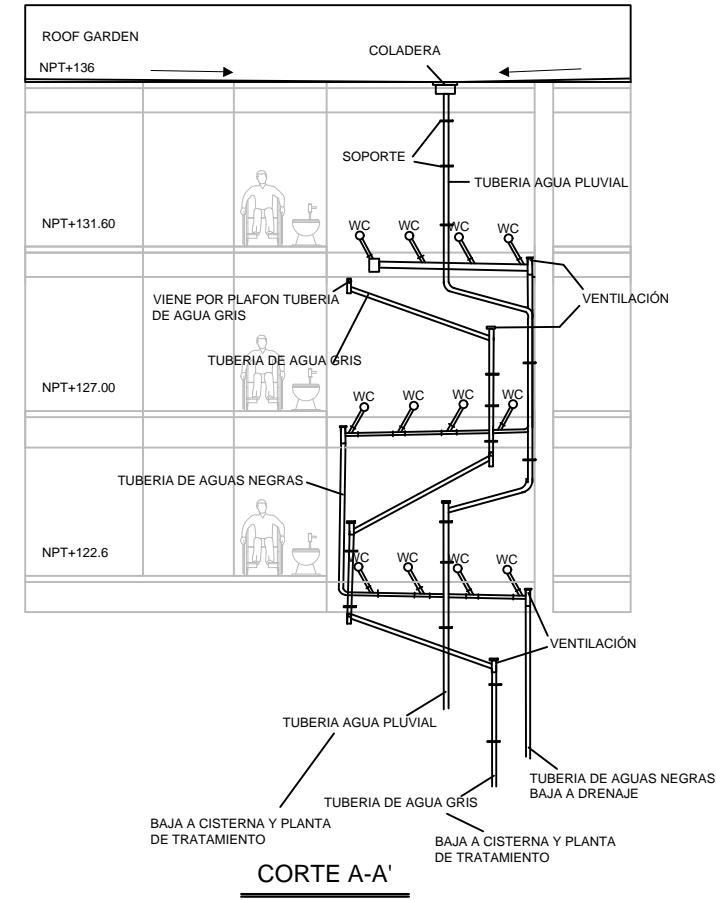 ROOF GARDEN
COLADERA
NPT+136
SOPORTE
TUBERIA AGUA PLUVIAL
NPT+131.60
WC
WC
WC
WC
VIENE POR PLAFON TUBERIA
DE AGUA GRIS
VENTILACIÓN
TUBERIA DE AGUA GRIS
NPT+127.00
WC
WC
WC
WC
TUBERIA DE AGUAS NEGRAS
NPT+122.6
WC
WC
WC
WC
VENTILACIÓN
TUBERIA AGUA PLUVIAL
TUBERIA DE AGUAS NEGRAS
BAJA A DRENAJE
TUBERIA DE AGUA GRIS
BAJA A CISTERNA Y PLANTA
DE TRATAMIENTO
BAJA A CISTERNA Y PLANTA
DE TRATAMIENTO
CORTE A-A'